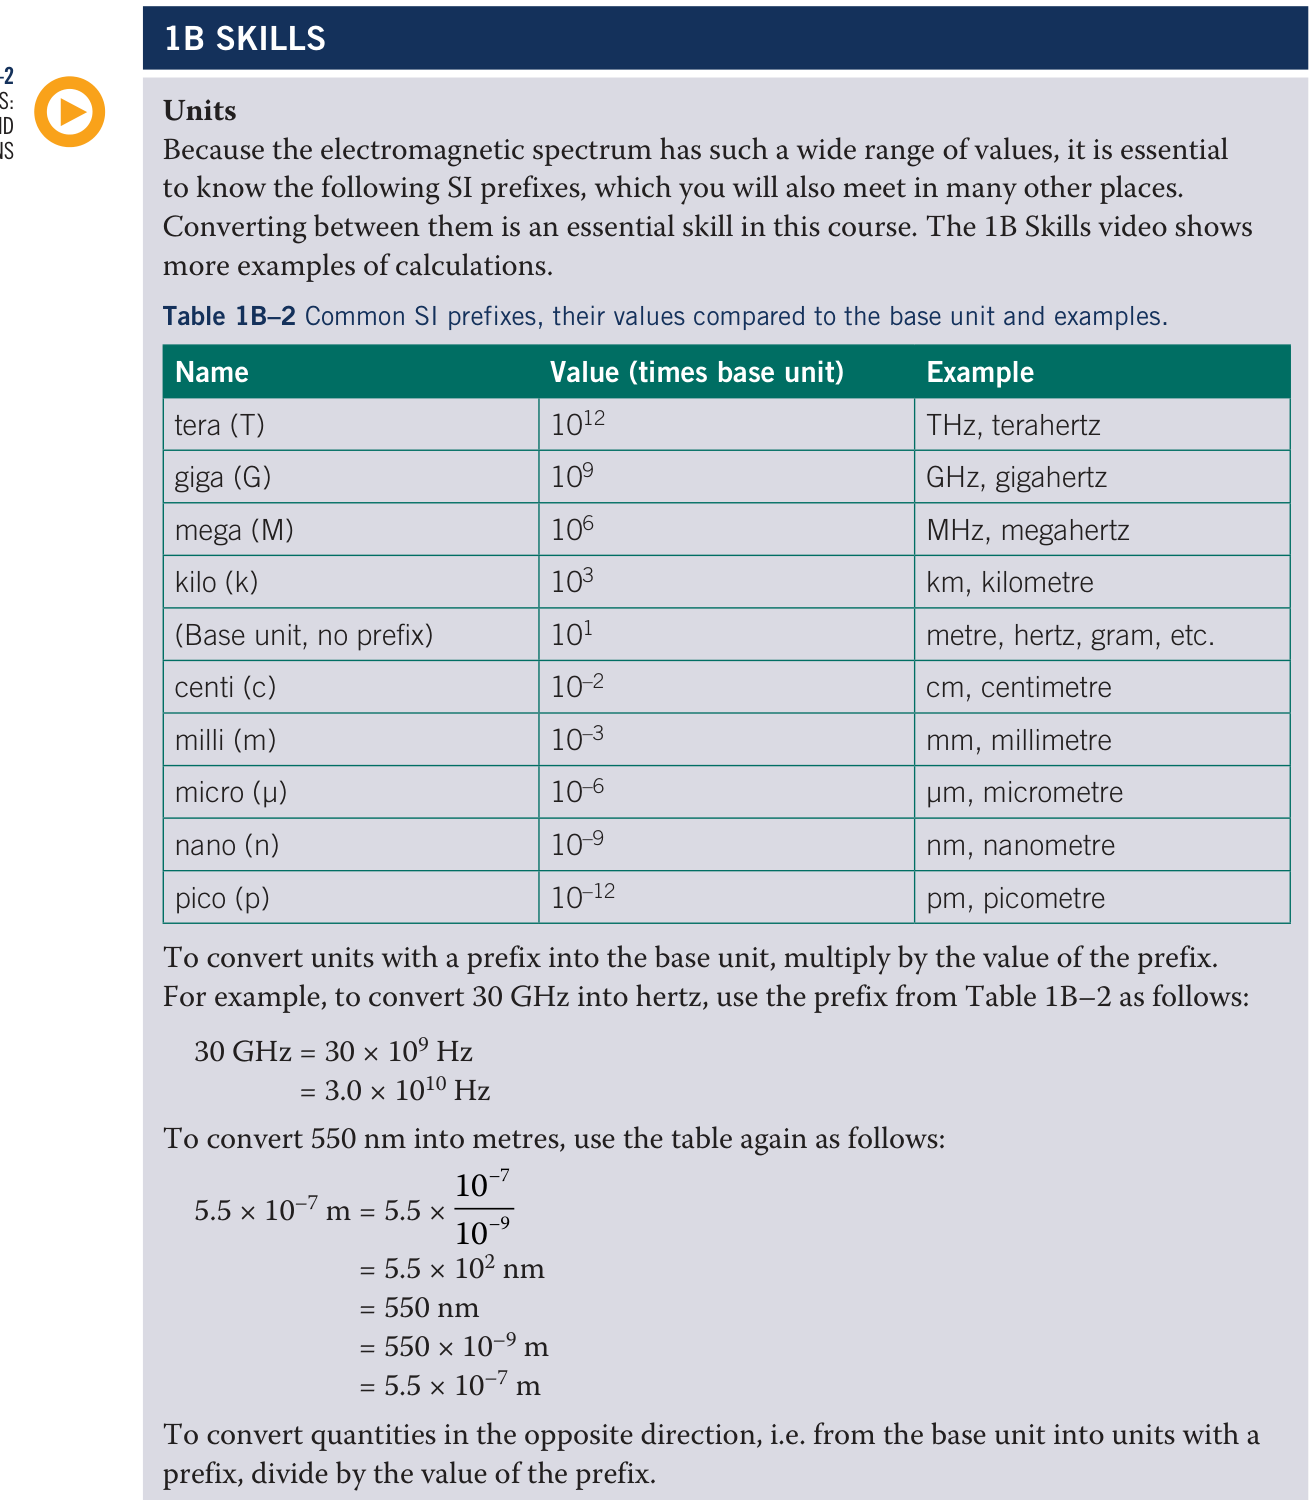 1B SKILLS
–2
S:
ND
NS
Units
Because the electromagnetic spectrum has such a wide range of values, it is essential
to know the following SI prefixes, which you will also meet in many other places.
Converting between them is an essential skill in this course. The 1B Skills video shows
more examples of calculations.
Table 1B–2 Common SI prefixes, their values compared to the base unit and examples.
Name Value (times base unit) Example
tera (T) 10¹² THz, terahertz
giga (G) 10⁹ GHz, gigahertz
mega (M) 10⁶ MHz, megahertz
kilo (k) 10³ km, kilometre
(Base unit, no prefix) 10¹ metre, hertz, gram, etc.
centi (c) 10⁻² cm, centimetre
milli (m) 10⁻³ mm, millimetre
micro (µ) 10⁻⁶ µm, micrometre
nano (n) 10⁻⁹ nm, nanometre
pico (p) 10⁻¹² pm, picometre
To convert units with a prefix into the base unit, multiply by the value of the prefix.
For example, to convert 30 GHz into hertz, use the prefix from Table 1B–2 as follows:
30 GHz = 30 × 10⁹ Hz
= 3.0 × 10¹⁰ Hz
To convert 550 nm into metres, use the table again as follows:
5.5 × 10⁻⁷ m = 5.5 × 10⁻⁷/10⁻⁹
= 5.5 × 10² nm
= 550 nm
= 550 × 10⁻⁹ m
= 5.5 × 10⁻⁷ m
To convert quantities in the opposite direction, i.e. from the base unit into units with a
prefix, divide by the value of the prefix.